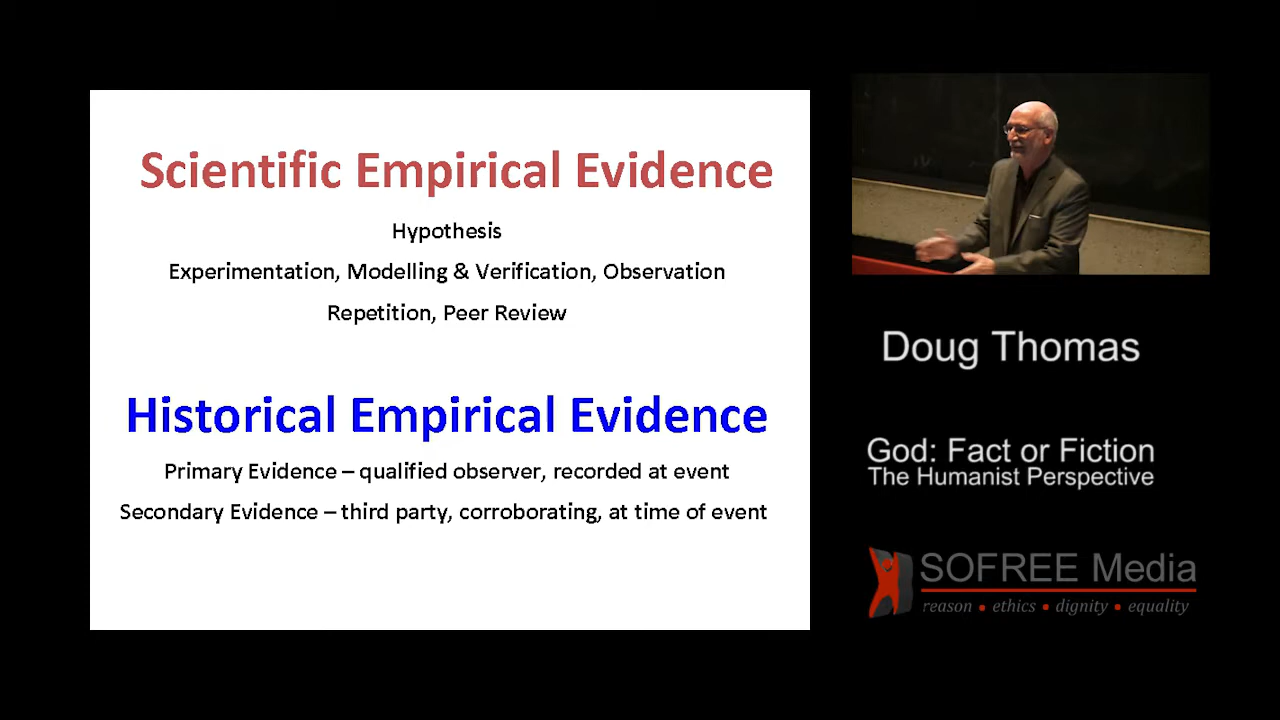 Scientific Empirical Evidence
Hypothesis
Experimentation, Modelling & Verification, Observation
Repetition, Peer Review
Historical Empirical Evidence
Primary Evidence – qualified observer, recorded at event
Secondary Evidence – third party, corroborating, at time of event
Doug Thomas
God: Fact or Fiction
The Humanist Perspective
SOFREE Media
reason • ethics • dignity • equality